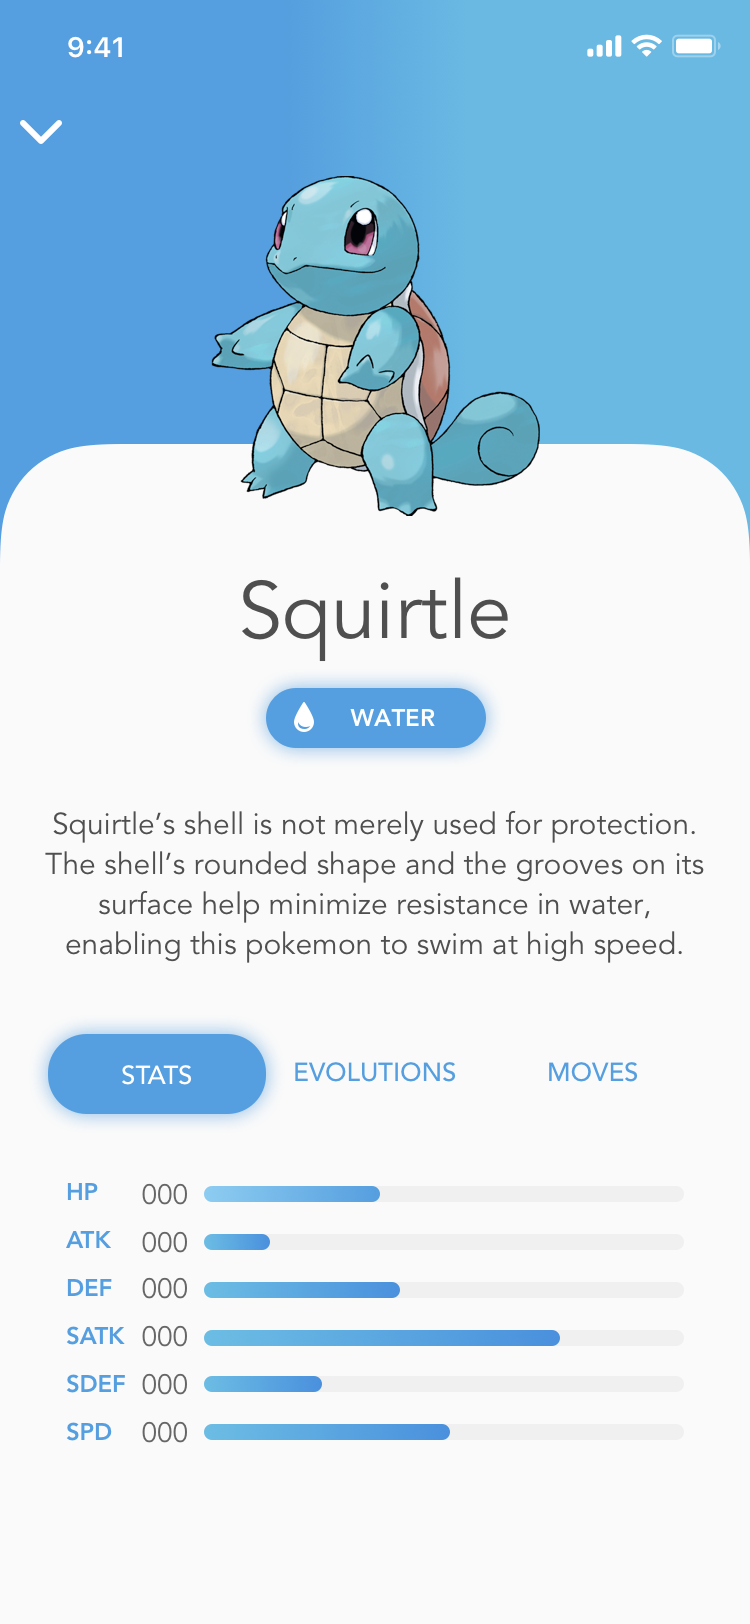 9:41
Squirtle
WATER
Squirtle’s shell is not merely used for protection.
The shell’s rounded shape and the grooves on its
surface help minimize resistance in water,
enabling this pokemon to swim at high speed.
STATS EVOLUTIONS MOVES
HP 000
ATK 000
DEF 000
SATK 000
SDEF 000
SPD 000